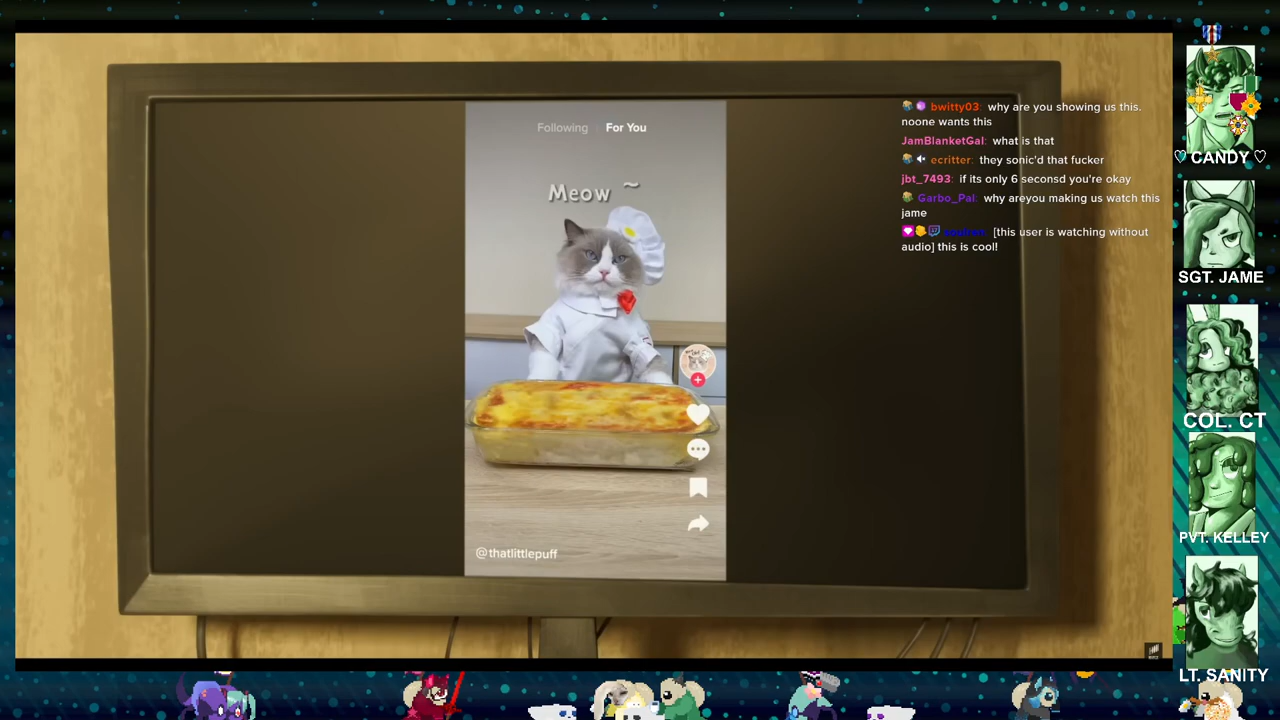 Following
For You
Meow ~
@thatlittlepuff
bwitty03: why are you showing us this.
noone wants this
JamBlanketGal: what is that
ecritter: they sonic'd that fucker
jbt_7493: if its only 6 seconsd you're okay
Garbo_Pal: why areyou making us watch this
jame
[this user is watching without
audio] this is cool!
♡ CANDY ♡
SGT. JAME
COL. CT
PVT. KELLEY
LT. SANITY